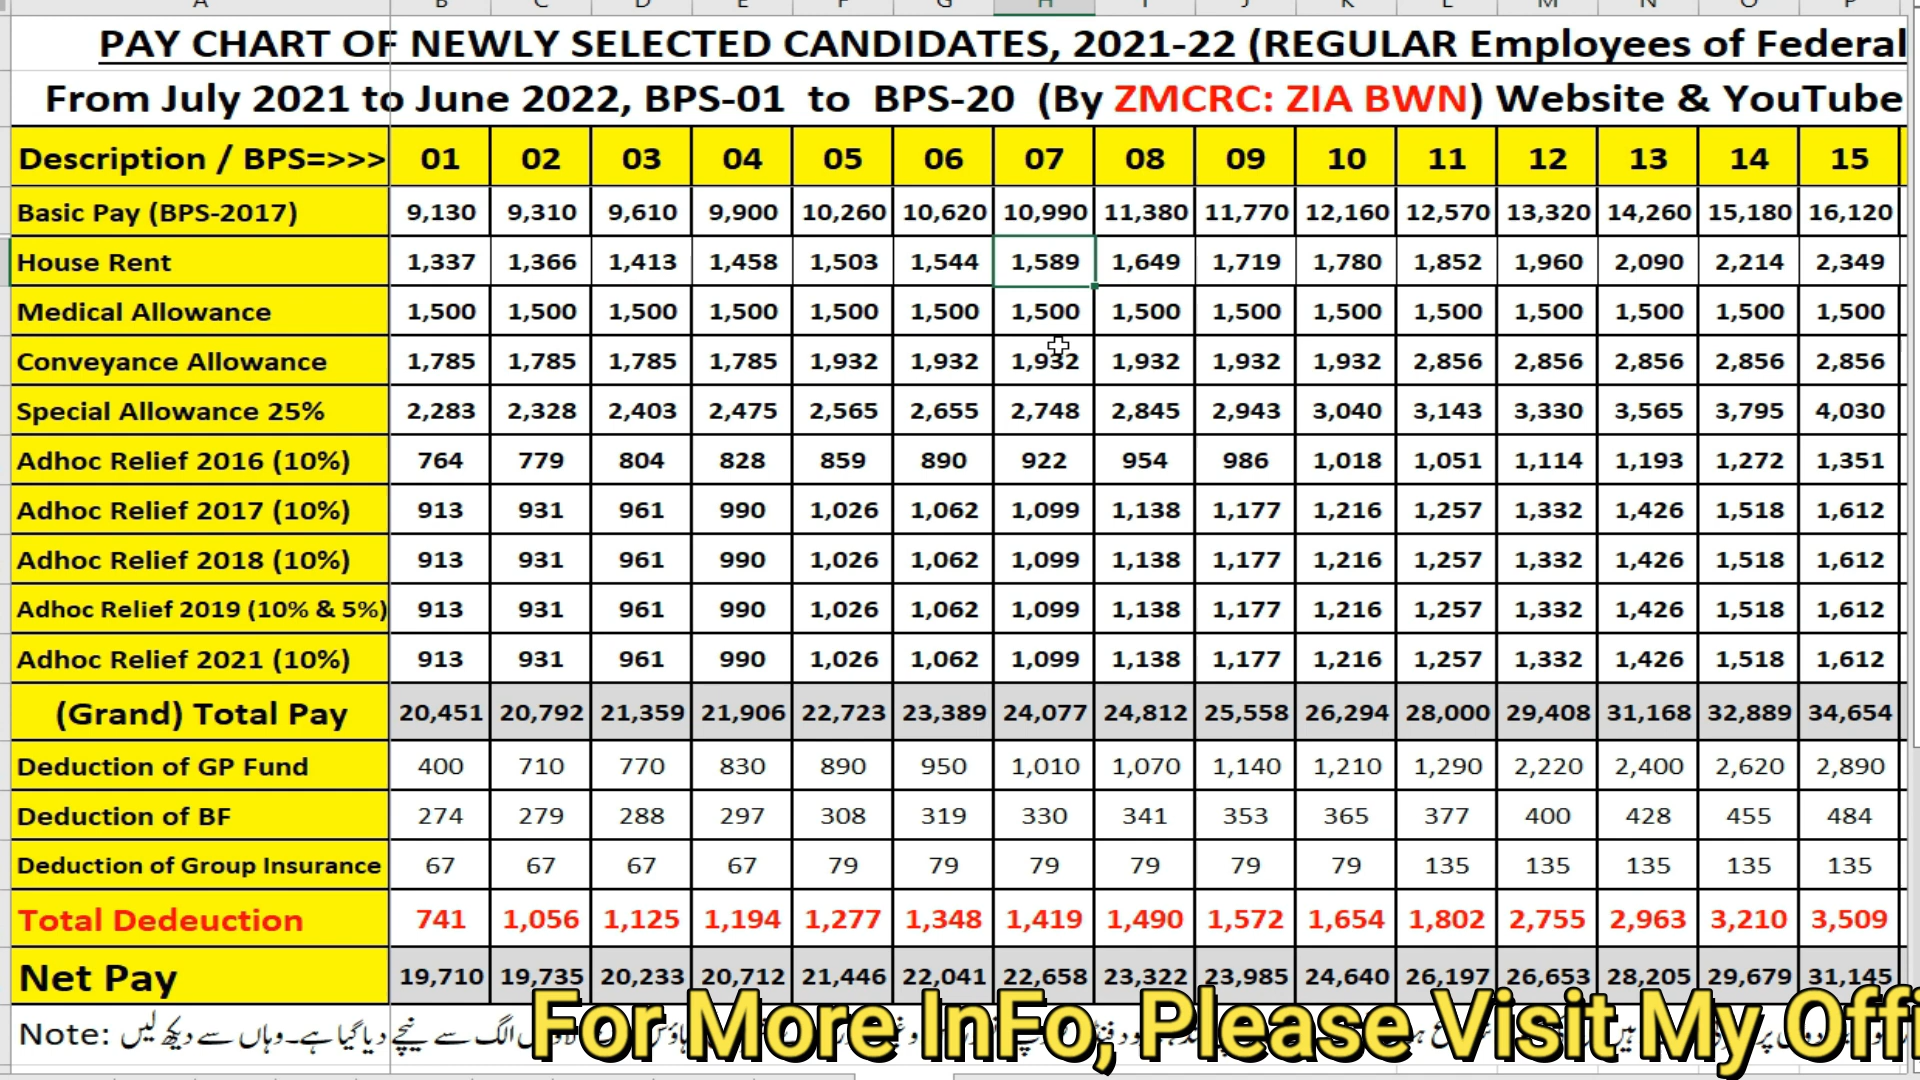 A B C D E F G H I J K L M N O P
PAY CHART OF NEWLY SELECTED CANDIDATES, 2021-22 (REGULAR Employees of Federal
From July 2021 to June 2022, BPS-01 to BPS-20 (By ZMCRC: ZIA BWN) Website & YouTube
Description / BPS=>>> 01 02 03 04 05 06 07 08 09 10 11 12 13 14 15
Basic Pay (BPS-2017) 9,130 9,310 9,610 9,900 10,260 10,620 10,990 11,380 11,770 12,160 12,570 13,320 14,260 15,180 16,120
House Rent 1,337 1,366 1,413 1,458 1,503 1,544 1,589 1,649 1,719 1,780 1,852 1,960 2,090 2,214 2,349
Medical Allowance 1,500 1,500 1,500 1,500 1,500 1,500 1,500 1,500 1,500 1,500 1,500 1,500 1,500 1,500 1,500
Conveyance Allowance 1,785 1,785 1,785 1,785 1,932 1,932 1,932 1,932 1,932 1,932 2,856 2,856 2,856 2,856 2,856
Special Allowance 25% 2,283 2,328 2,403 2,475 2,565 2,655 2,748 2,845 2,943 3,040 3,143 3,330 3,565 3,795 4,030
Adhoc Relief 2016 (10%) 764 779 804 828 859 890 922 954 986 1,018 1,051 1,114 1,193 1,272 1,351
Adhoc Relief 2017 (10%) 913 931 961 990 1,026 1,062 1,099 1,138 1,177 1,216 1,257 1,332 1,426 1,518 1,612
Adhoc Relief 2018 (10%) 913 931 961 990 1,026 1,062 1,099 1,138 1,177 1,216 1,257 1,332 1,426 1,518 1,612
Adhoc Relief 2019 (10% & 5%) 913 931 961 990 1,026 1,062 1,099 1,138 1,177 1,216 1,257 1,332 1,426 1,518 1,612
Adhoc Relief 2021 (10%) 913 931 961 990 1,026 1,062 1,099 1,138 1,177 1,216 1,257 1,332 1,426 1,518 1,612
(Grand) Total Pay 20,451 20,792 21,359 21,906 22,723 23,389 24,077 24,812 25,558 26,294 28,000 29,408 31,168 32,889 34,654
Deduction of GP Fund 400 710 770 830 890 950 1,010 1,070 1,140 1,210 1,290 2,220 2,400 2,620 2,890
Deduction of BF 274 279 288 297 308 319 330 341 353 365 377 400 428 455 484
Deduction of Group Insurance 67 67 67 67 79 79 79 79 79 79 135 135 135 135 135
Total Dedeuction 741 1,056 1,125 1,194 1,277 1,348 1,419 1,490 1,572 1,654 1,802 2,755 2,963 3,210 3,509
Net Pay 19,710 19,735 20,233 20,712 21,446 22,041 22,658 23,322 23,985 24,640 26,197 26,653 28,205 29,679 31,145
Note: الگ سے نیچے دیا گیا ہے۔ وہاں سے دیکھ لیں
For More InFo, Please Visit My Offi